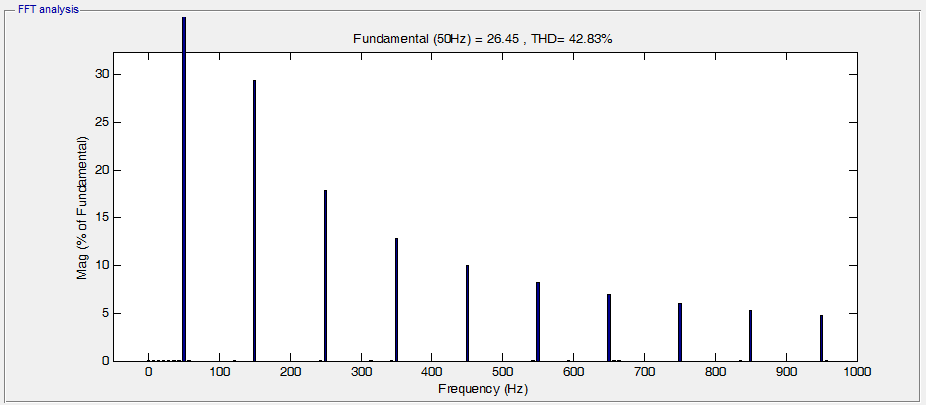 FFT analysis
Fundamental (50Hz) = 26.45 , THD= 42.83%
30
25
20
15
10
5
0
Mag (% of Fundamental)
0 100 200 300 400 500 600 700 800 900 1000
Frequency (Hz)